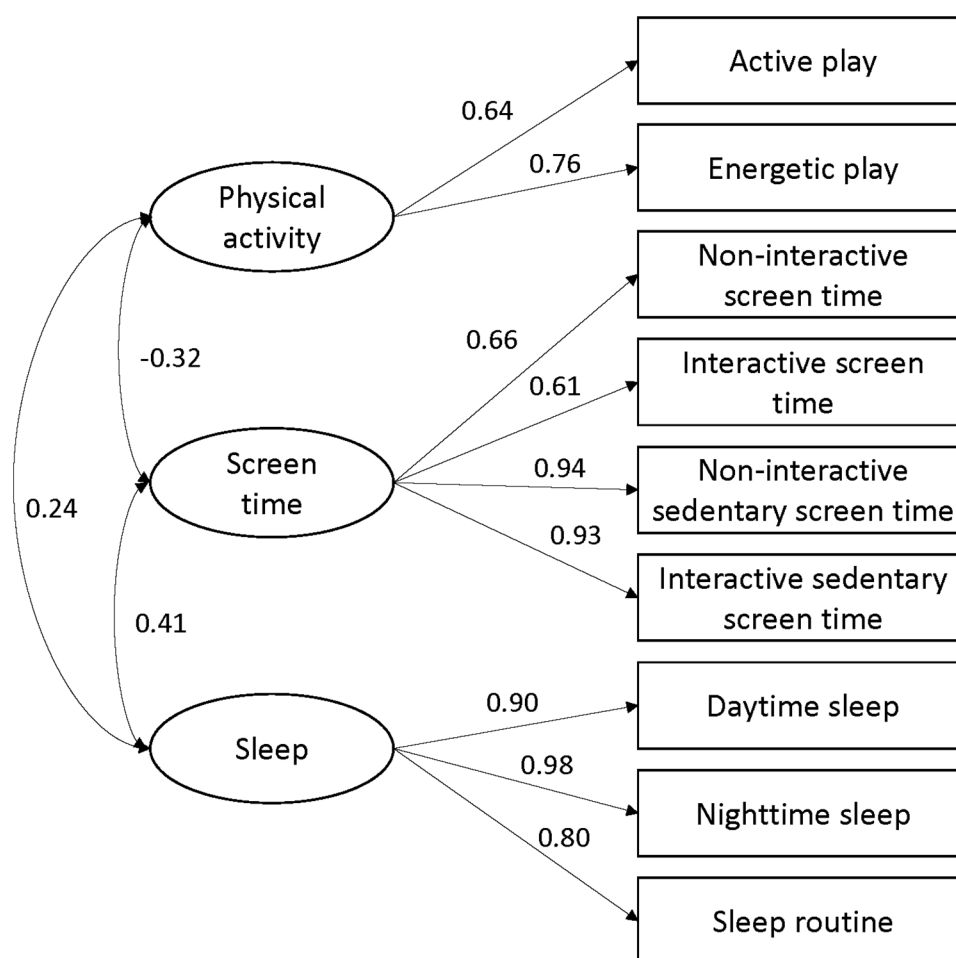 Active play
0.64
0.76
Energetic play
Physical
activity
Non-interactive
screen time
0.66
-0.32
Interactive screen
time
0.61
Screen
time
0.94
Non-interactive
sedentary screen time
0.24
0.93
Interactive sedentary
screen time
0.41
0.90
Daytime sleep
Sleep
0.98
Nighttime sleep
0.80
Sleep routine